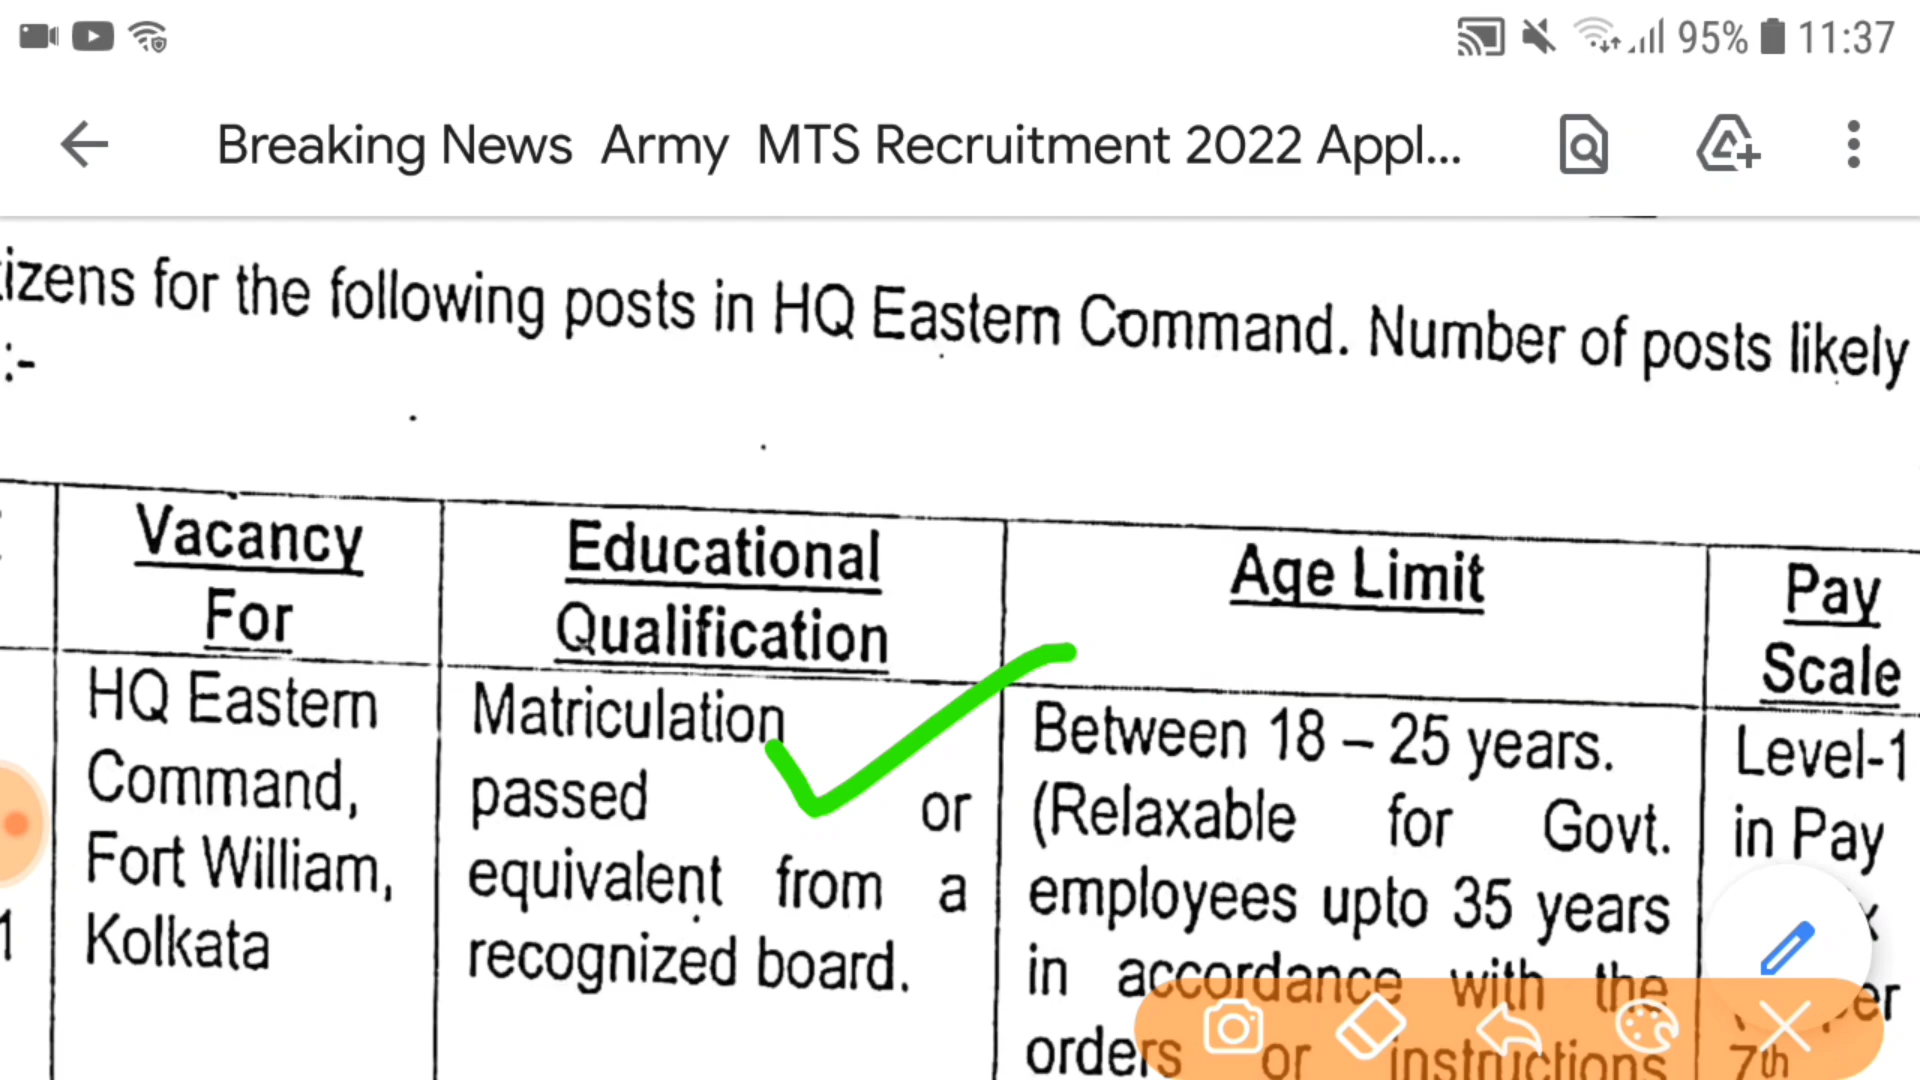 95% 11:37
Breaking News Army MTS Recruitment 2022 Appl...
izens for the following posts in HQ Eastern Command. Number of posts likely
:-
Vacancy For
Educational Qualification
Age Limit
Pay Scale
HQ Eastern
Command,
Fort William,
Kolkata
Matriculation
passed or
equivalent from a
recognized board.
Between 18 – 25 years.
(Relaxable for Govt.
employees upto 35 years
in accordance with the
orders or instructions
Level-1
in Pay
er
7th
1